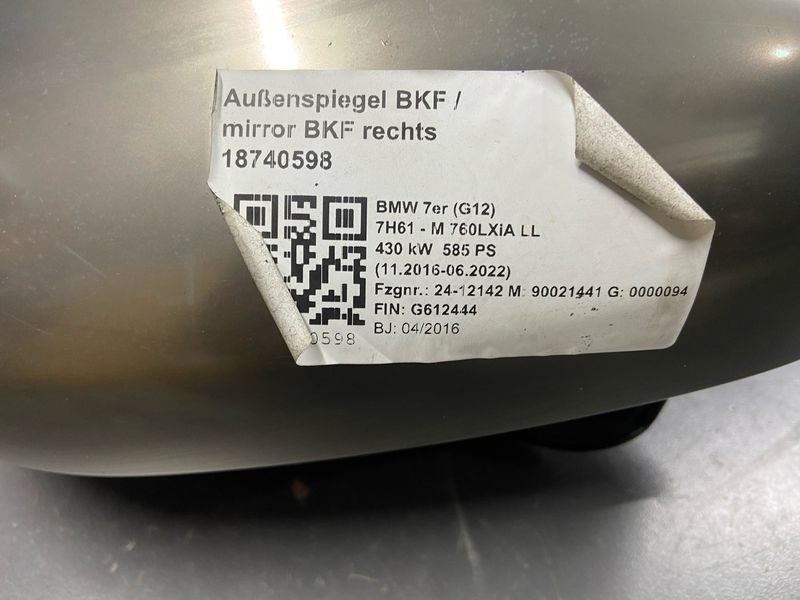 Außenspiegel BKF /
mirror BKF rechts
18740598
BMW 7er (G12)
7H61 - M 760LXiA LL
430 kW 585 PS
(11.2016-06.2022)
Fzgnr.: 24-12142 M: 90021441 G: 0000094
FIN: G612444
BJ: 04/2016
0598